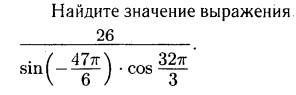 Найдите значение выражения
26
sin(−47π/6) · cos 32π/3.